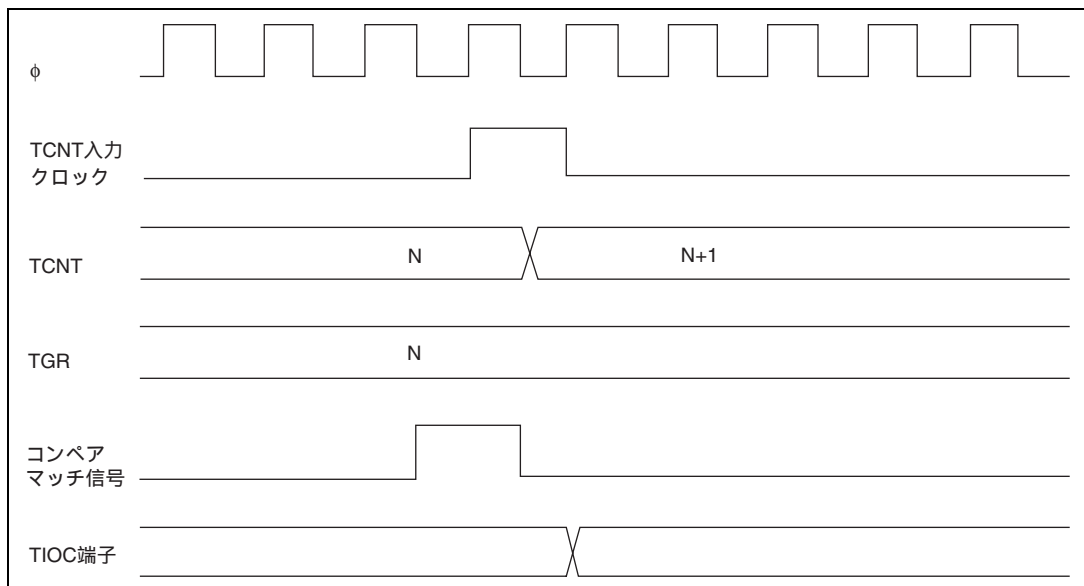 φ
TCNT入力
クロック
TCNT
N
N+1
TGR
N
コンペア
マッチ信号
TIOC端子